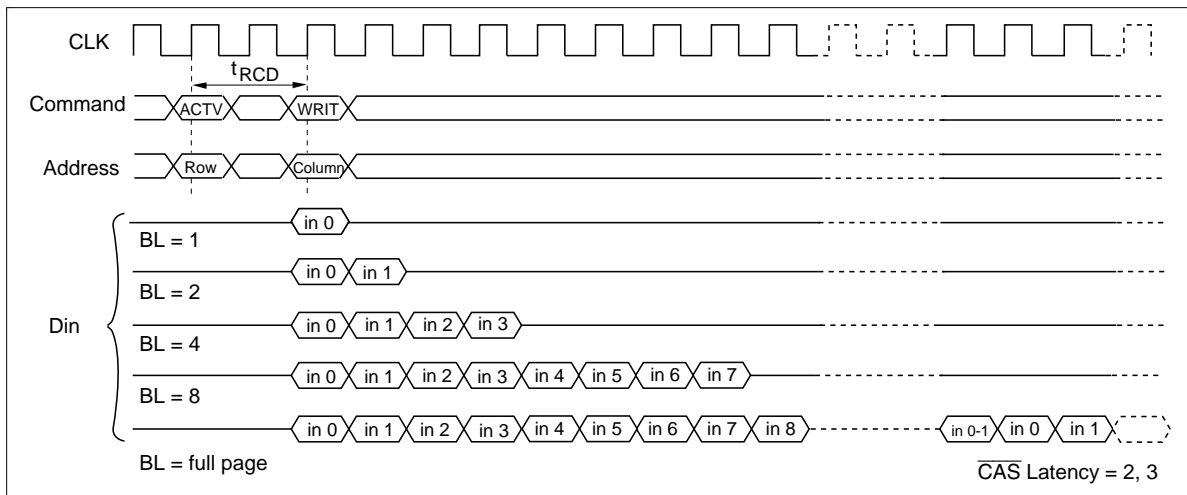 CLK
tRCD
Command ACTV WRIT
Address Row Column
in 0
BL = 1
in 0 in 1
BL = 2
Din
in 0 in 1 in 2 in 3
BL = 4
in 0 in 1 in 2 in 3 in 4 in 5 in 6 in 7
BL = 8
in 0 in 1 in 2 in 3 in 4 in 5 in 6 in 7 in 8 in 0-1 in 0 in 1
BL = full page
CAS Latency = 2, 3